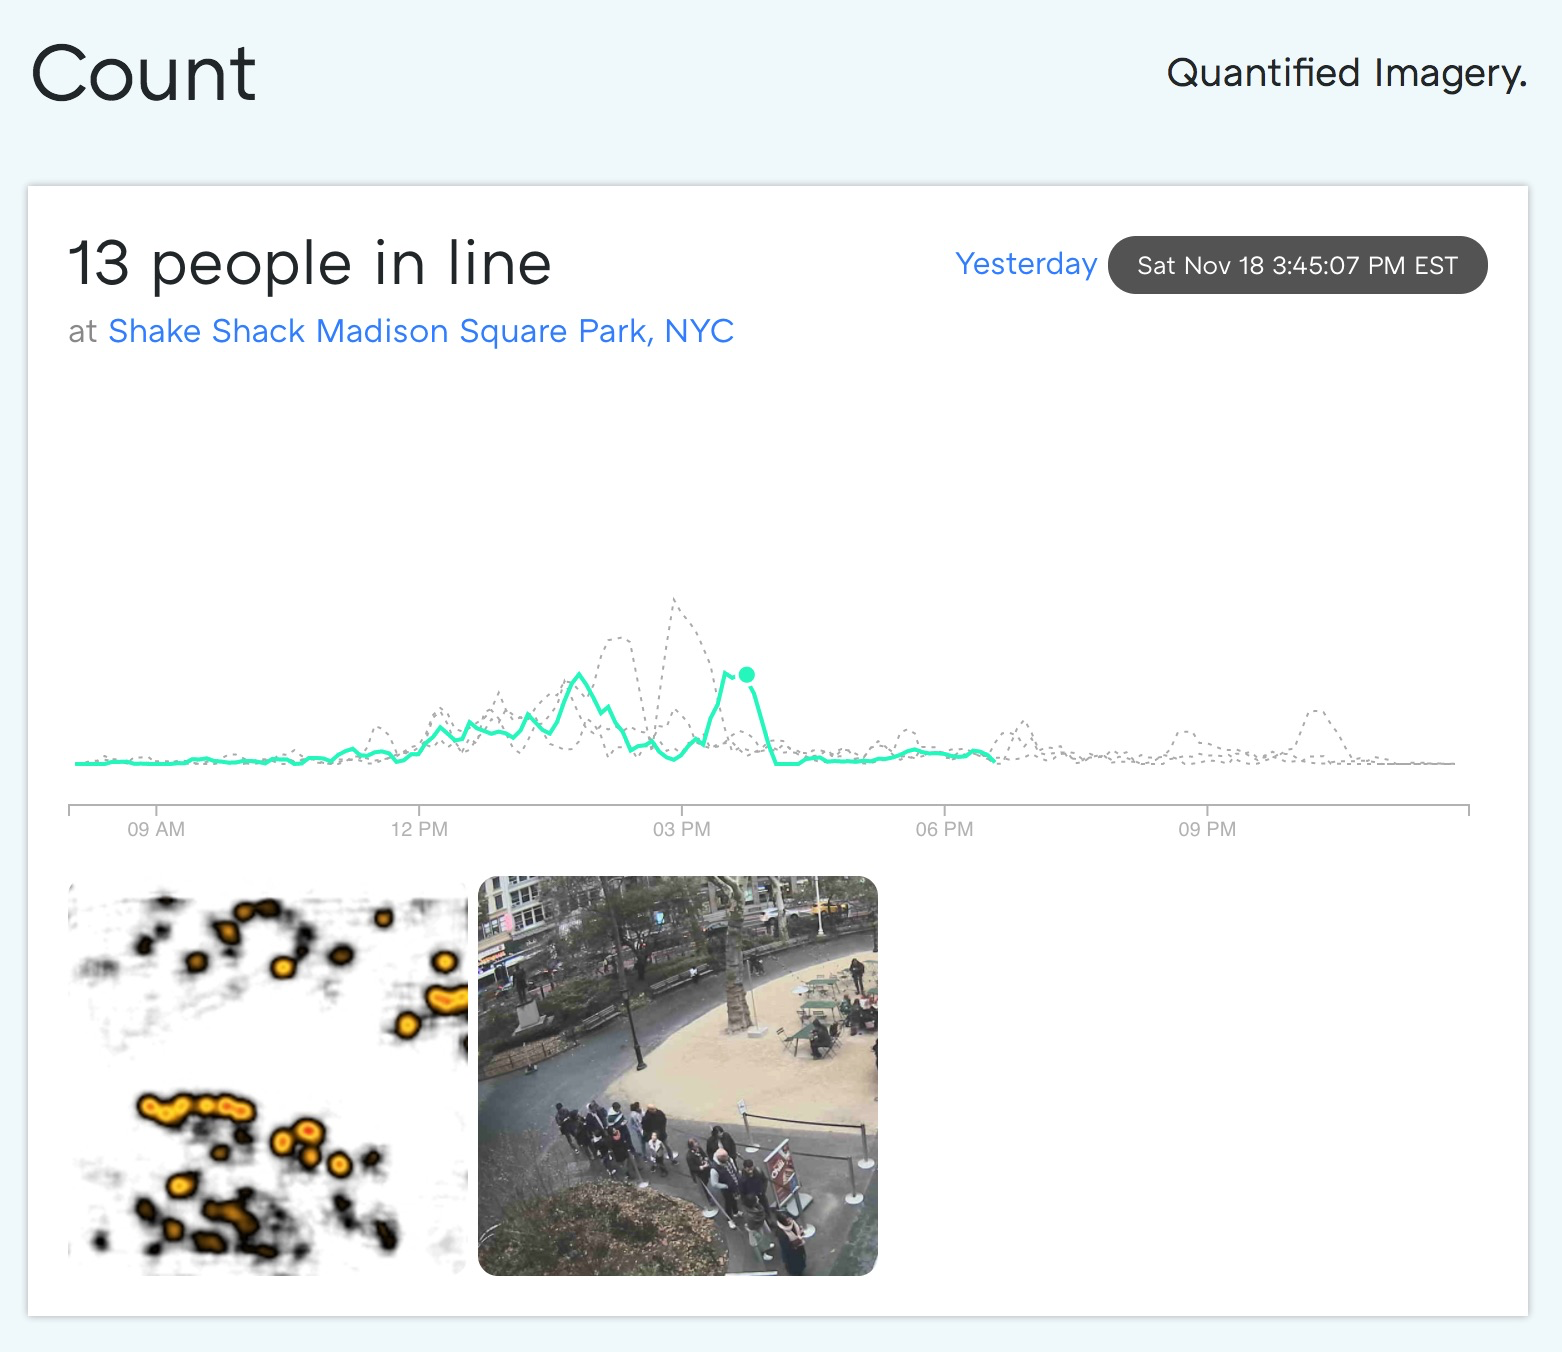 Count
Quantified Imagery.
13 people in line
Yesterday
Sat Nov 18 3:45:07 PM EST
at Shake Shack Madison Square Park, NYC
09 AM
12 PM
03 PM
06 PM
09 PM